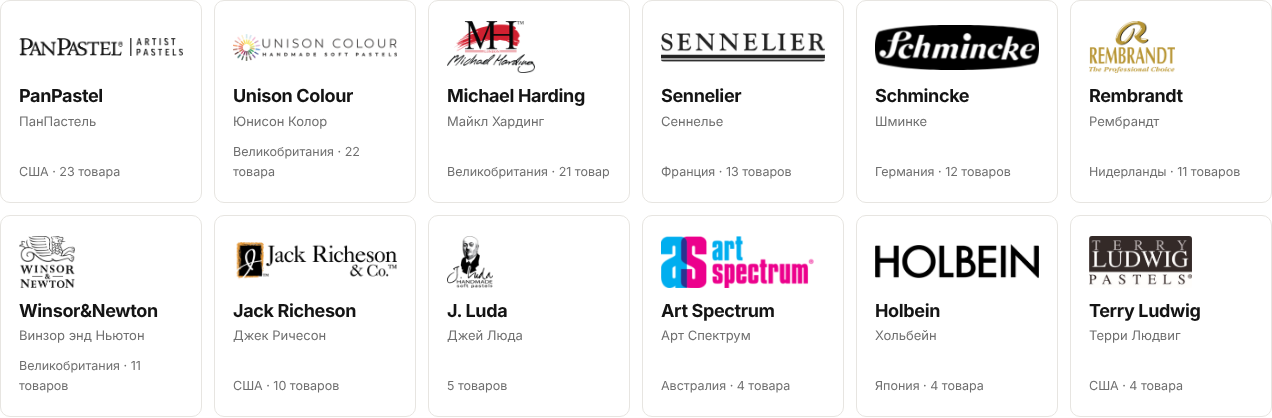 PANPASTEL® | ARTIST PASTELS
PanPastel
ПанПастель
США · 23 товара
UNISON COLOUR
HANDMADE SOFT PASTELS
Unison Colour
Юнисон Колор
Великобритания · 22
товара
MH™
Michael Harding
Michael Harding
Майкл Хардинг
Великобритания · 21 товар
SENNELIER
Sennelier
Сеннелье
Франция · 13 товаров
Schmincke
Schmincke
Шминке
Германия · 12 товаров
R
REMBRANDT
The Professional Choice
Rembrandt
Рембрандт
Нидерланды · 11 товаров
WINSOR
&
NEWTON
Winsor&Newton
Винзор энд Ньютон
Великобритания · 11
товаров
Jack Richeson
& Co.™
Jack Richeson
Джек Ричесон
США · 10 товаров
J. Luda
HANDMADE
soft pastels
J. Luda
Джей Люда
5 товаров
as art
spectrum®
Art Spectrum
Арт Спектрум
Австралия · 4 товара
HOLBEIN
Holbein
Хольбейн
Япония · 4 товара
TERRY
LUDWIG
PASTELS®
Terry Ludwig
Терри Людвиг
США · 4 товара